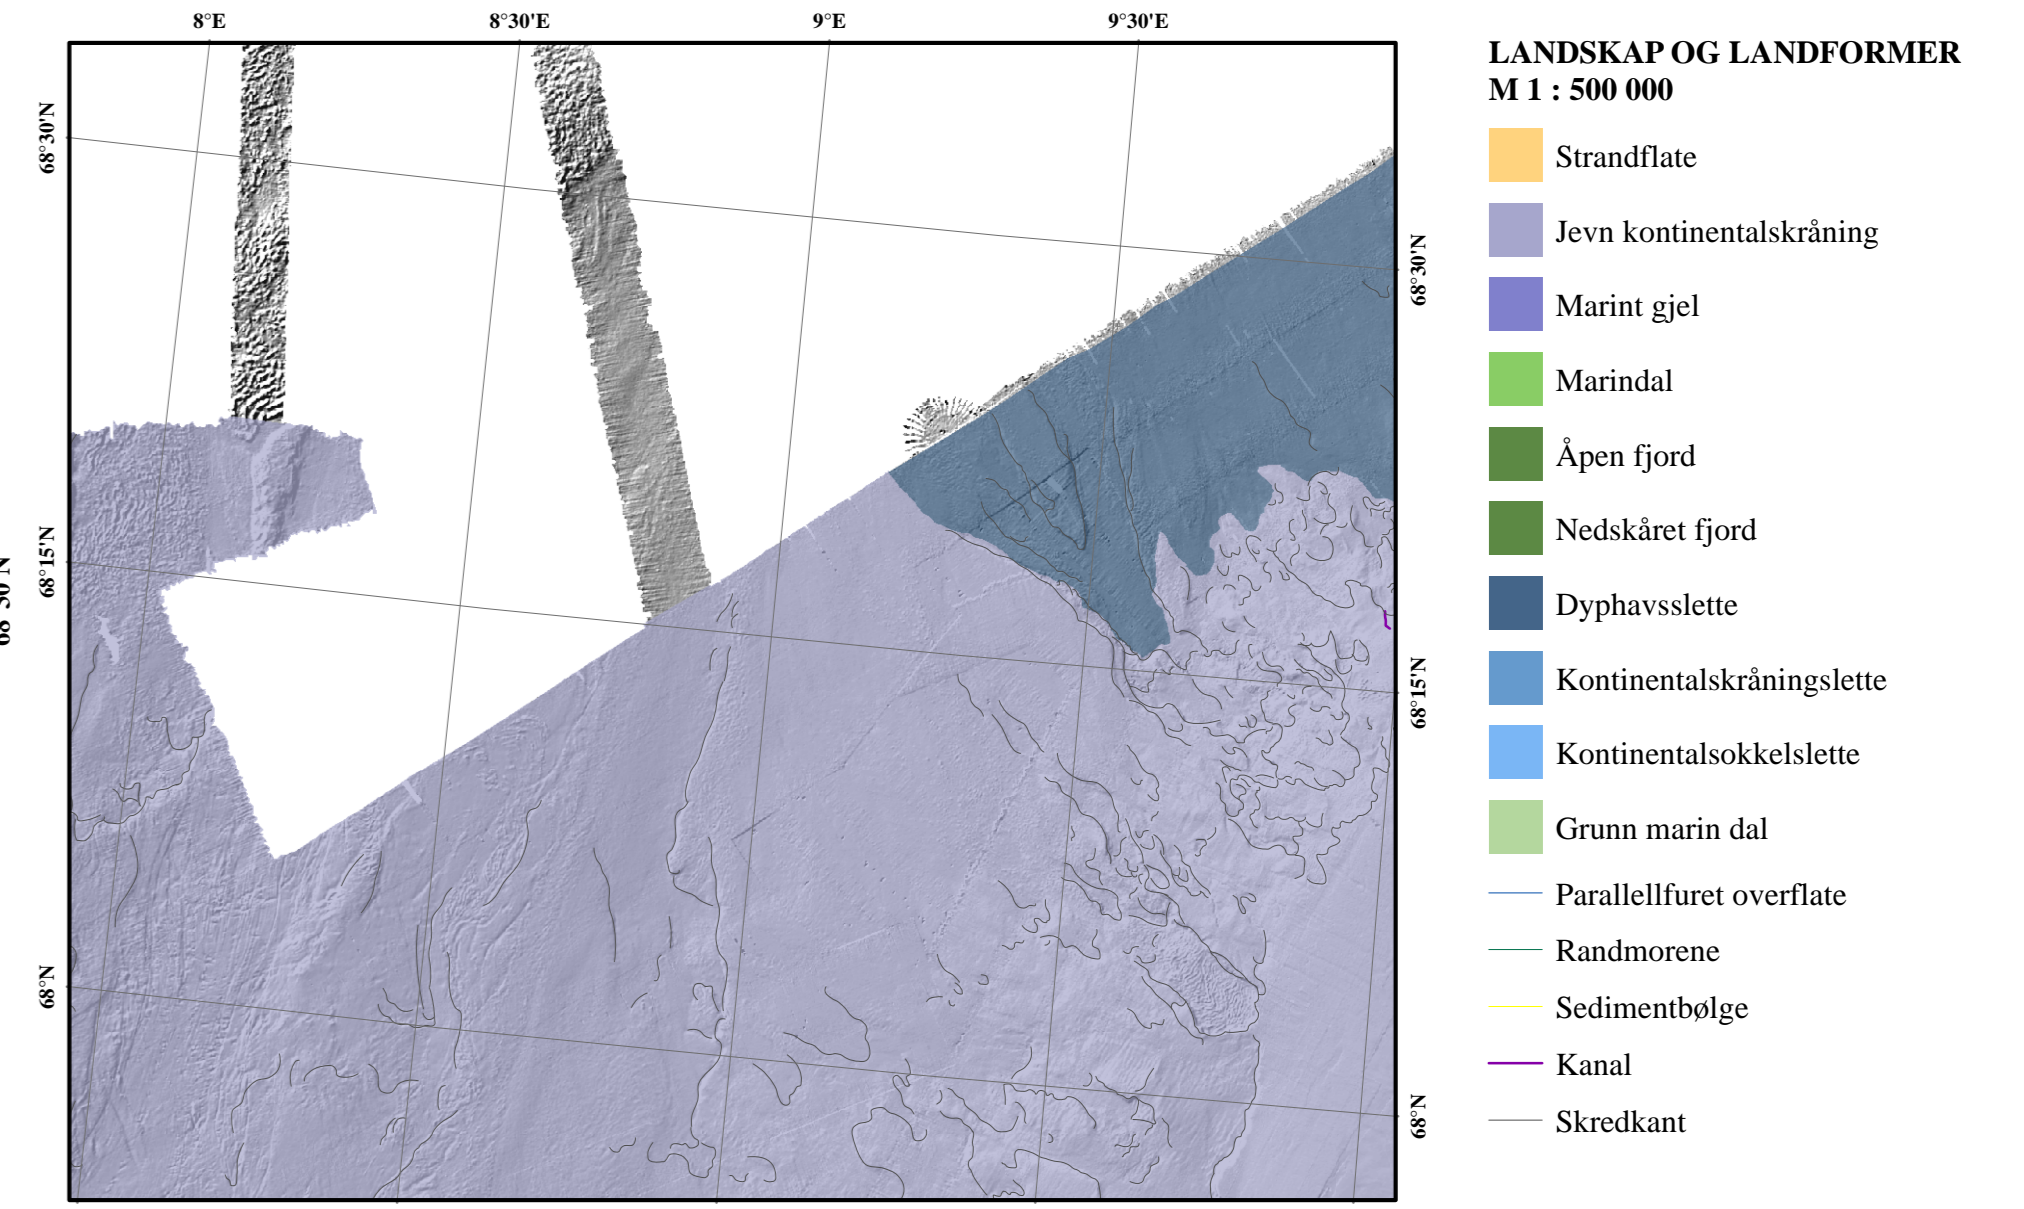 8°E 8°30'E 9°E 9°30'E
68°30'N
68°15'N
68°N
68°30'N
68°15'N
68°N
LANDSKAP OG LANDFORMER
M 1 : 500 000
Strandflate
Jevn kontinentalskråning
Marint gjel
Marindal
Åpen fjord
Nedskåret fjord
Dyphavsslette
Kontinentalskråningslette
Kontinentalsokkelslette
Grunn marin dal
Parallellfuret overflate
Randmorene
Sedimentbølge
Kanal
Skredkant